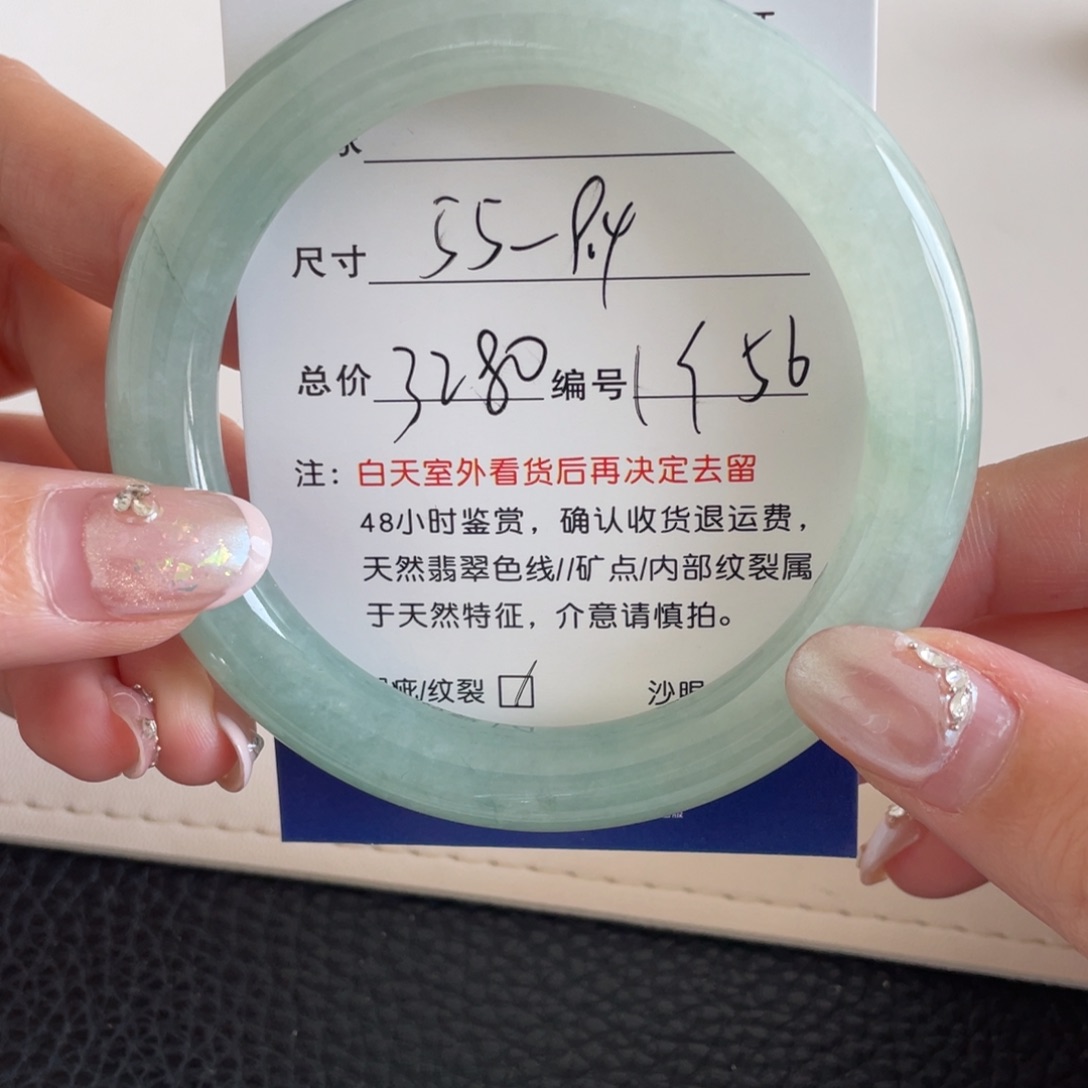 尺寸 55-8.4
总价 3280 编号 1456
注：白天室外看货后再决定去留
48小时鉴赏，确认收货退运费，
天然翡翠色线//矿点/内部纹裂属
于天然特征，介意请慎拍。
疵/纹裂 沙眼